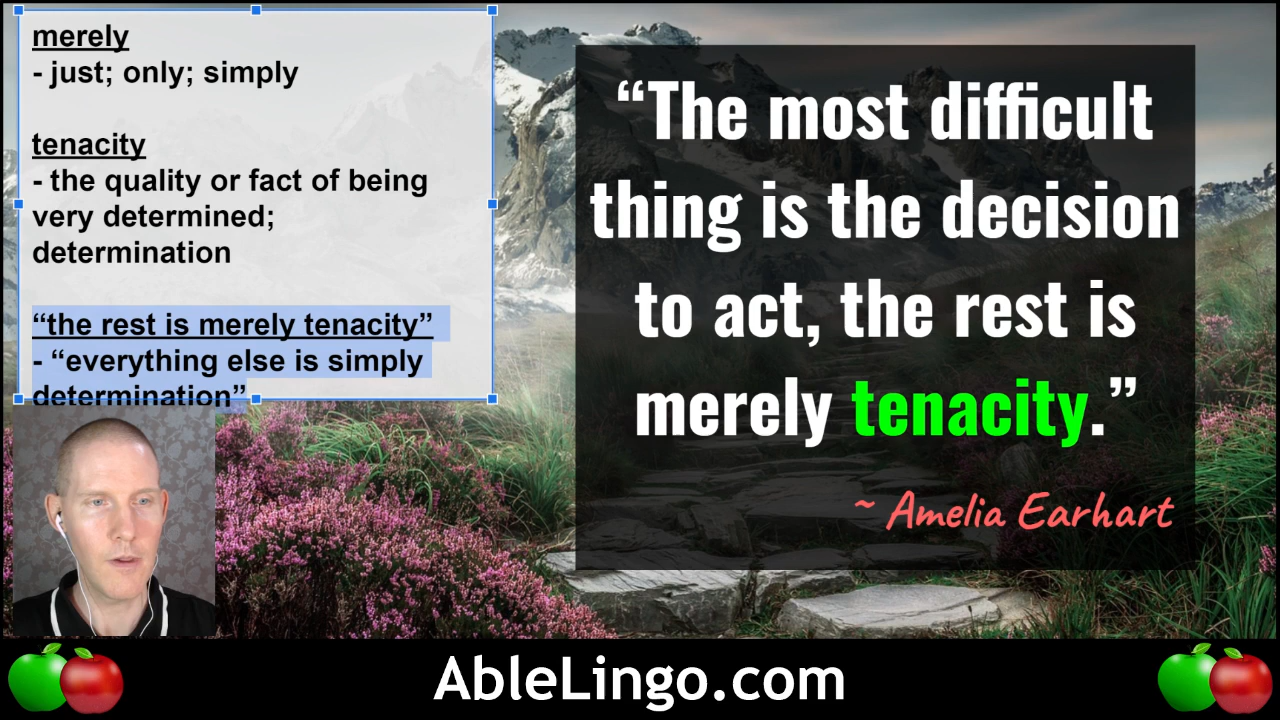 merely
- just; only; simply
tenacity
- the quality or fact of being
very determined;
determination
“the rest is merely tenacity”
- “everything else is simply
determination”
“The most difficult
thing is the decision
to act, the rest is
merely tenacity.”
~ Amelia Earhart
AbleLingo.com